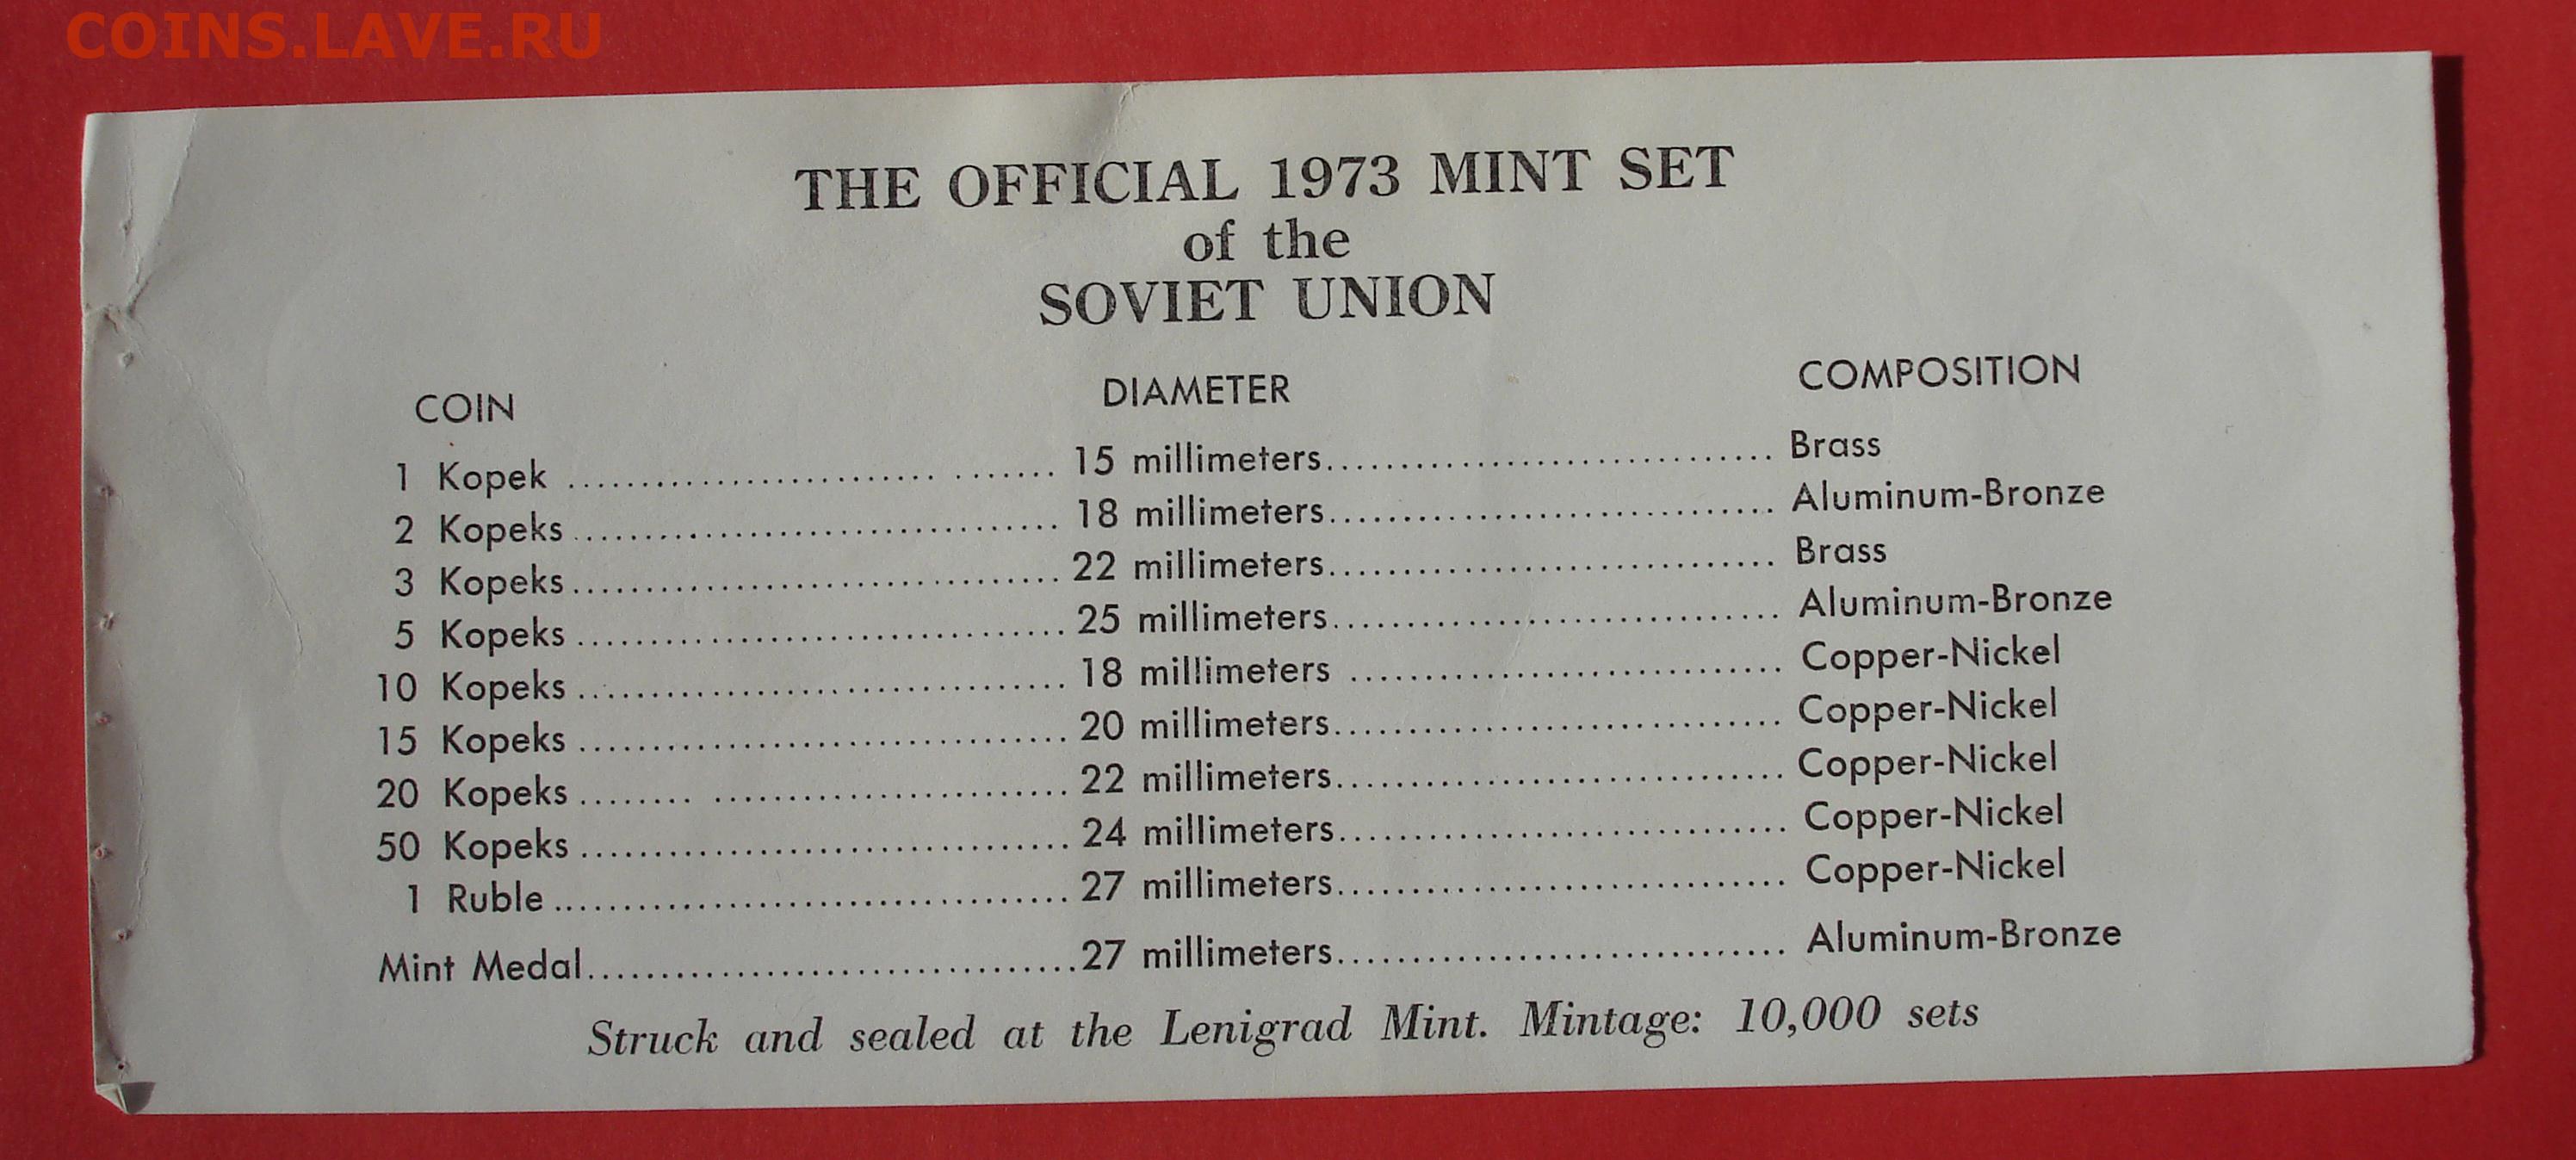 COINS.LAVE.RU
THE OFFICIAL 1973 MINT SET
of the
SOVIET UNION
COIN DIAMETER COMPOSITION
1 Kopek ......................... ....... 15 millimeters............................... Brass
2 Kopeks ................................. 18 millimeters............................... Aluminum-Bronze
3 Kopeks ................................. 22 millimeters............................... Brass
5 Kopeks ................................. 25 millimeters............................... Aluminum-Bronze
10 Kopeks ................................. 18 millimeters .............................. Copper-Nickel
15 Kopeks ................................. 20 millimeters............................... Copper-Nickel
20 Kopeks ........ ........................ 22 millimeters............................... Copper-Nickel
50 Kopeks ................................. 24 millimeters............................... Copper-Nickel
1 Ruble ................................... 27 millimeters............................... Copper-Nickel
Mint Medal.................................. 27 millimeters............................... Aluminum-Bronze
Struck and sealed at the Lenigrad Mint. Mintage: 10,000 sets